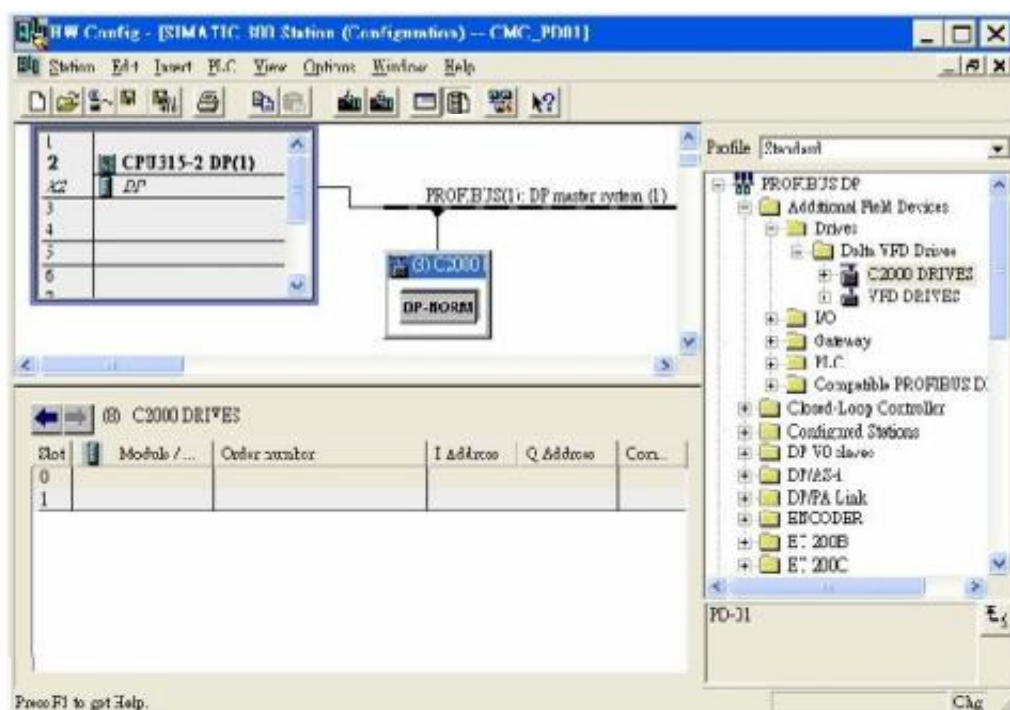 HW Config - [SIMATIC 300 Station (Configuration) -- CMC_PD01]
Station Edit Insert PLC View Options Window Help
1
2 CPU315-2 DP(1)
X2 DP
3
4
5
6
PROFIBUS(1): DP master system (1)
C2000
DP-NORM
Profile Standard
PROFIBUS DP
Additional Field Devices
Drives
Delta VFD Drives
C2000 DRIVES
VFD DRIVES
I/O
Gateway
PLC
Compatible PROFIBUS D
Closed-Loop Controller
Configured Stations
DP V0 slaves
DP/AS-i
DP/PA Link
ENCODER
ET 200B
ET 200C
PD-01
(8) C2000 DRIVES
Slot Module / ... Order number I Address Q Address Com...
0
1
Press F1 to get Help.
Chg